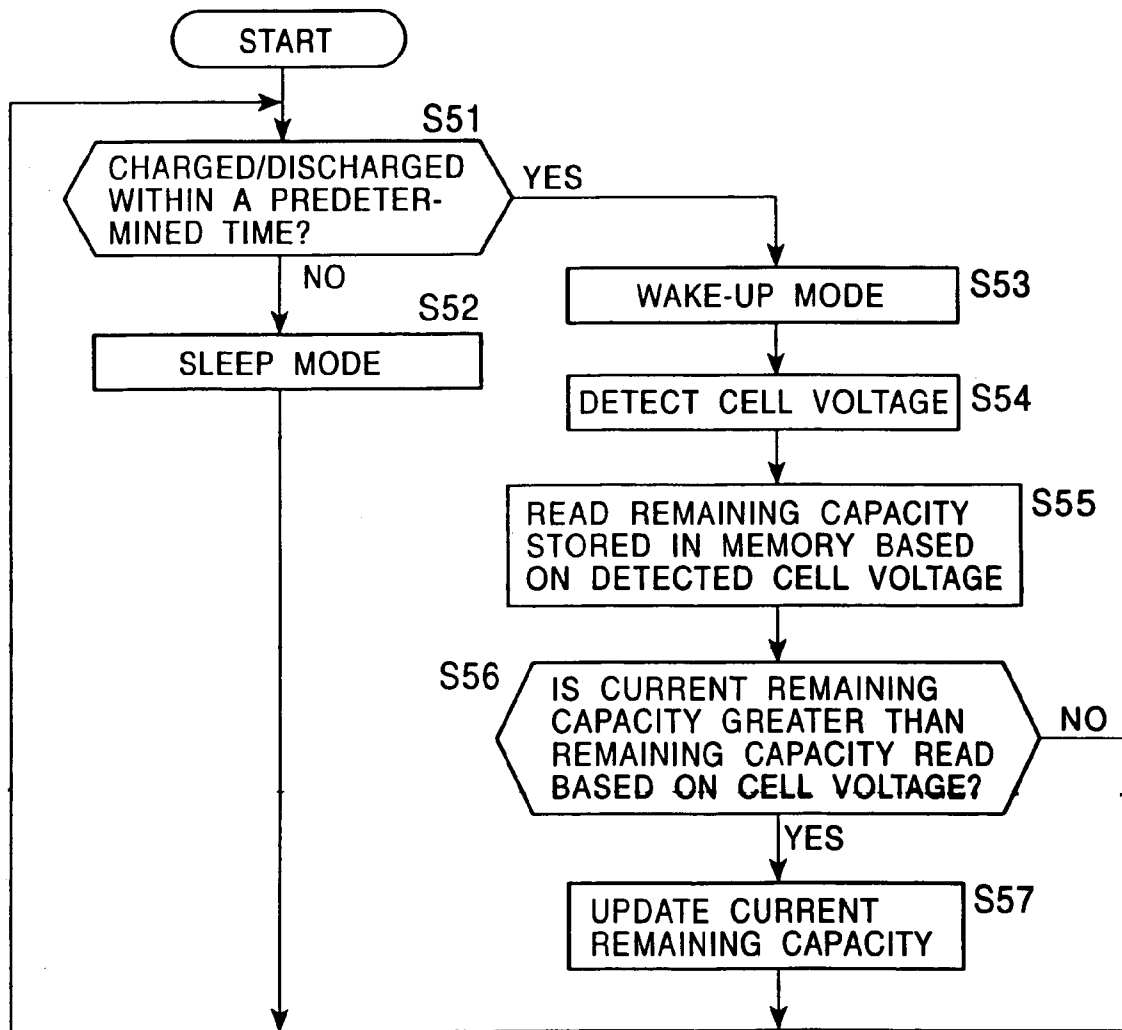 START
S51
CHARGED/DISCHARGED
WITHIN A PREDETER-
MINED TIME?
YES
NO
S52
SLEEP MODE
WAKE-UP MODE
S53
DETECT CELL VOLTAGE
S54
READ REMAINING CAPACITY
STORED IN MEMORY BASED
ON DETECTED CELL VOLTAGE
S55
S56
IS CURRENT REMAINING
CAPACITY GREATER THAN
REMAINING CAPACITY READ
BASED ON CELL VOLTAGE?
NO
YES
UPDATE CURRENT
REMAINING CAPACITY
S57